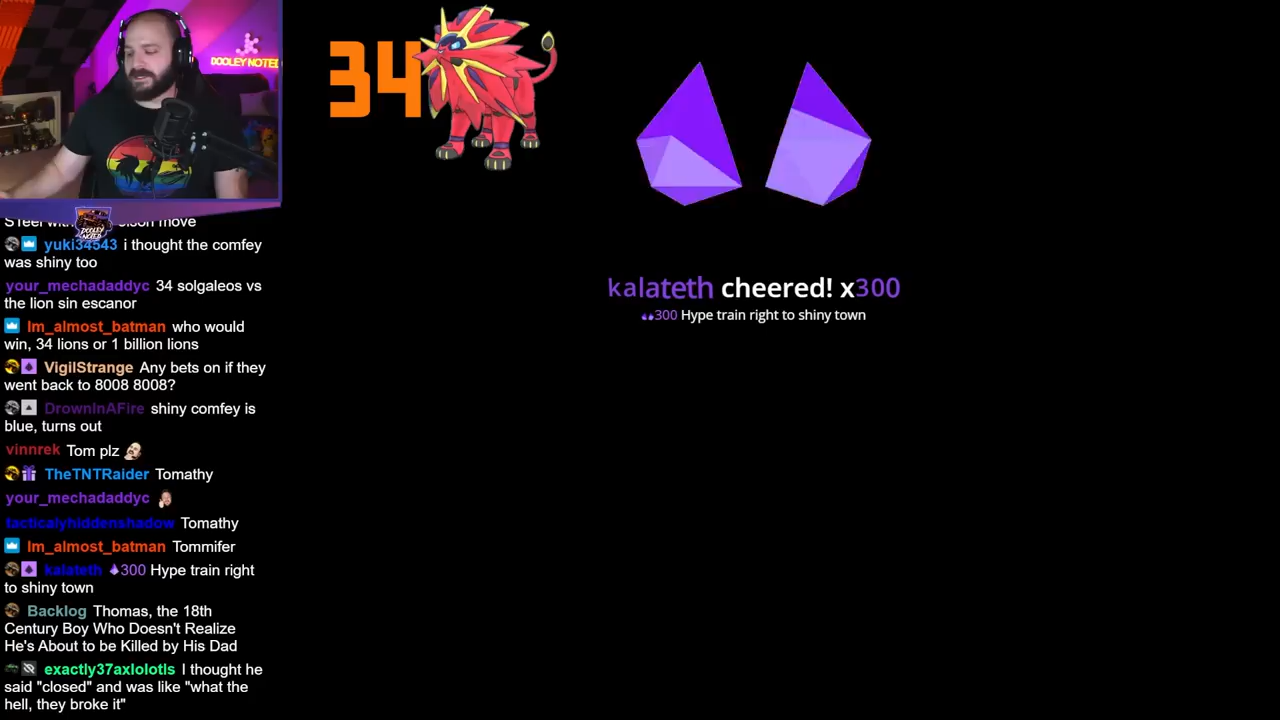 DOOLEY NOTED
34
DOOLEY NOTED
move
yuki34543 i thought the comfey
was shiny too
your_mechadaddyc 34 solgaleos vs
the lion sin escanor
Im_almost_batman who would
win, 34 lions or 1 billion lions
VigilStrange Any bets on if they
went back to 8008 8008?
DrownInAFire shiny comfey is
blue, turns out
vinnrek Tom plz
TheTNTRaider Tomathy
your_mechadaddyc
tacticalyhiddenshadow Tomathy
Im_almost_batman Tommifer
kalateth 300 Hype train right
to shiny town
Backlog Thomas, the 18th
Century Boy Who Doesn't Realize
He's About to be Killed by His Dad
exactly37axlolotls I thought he
said "closed" and was like "what the
hell, they broke it"
kalateth cheered! x300
300 Hype train right to shiny town